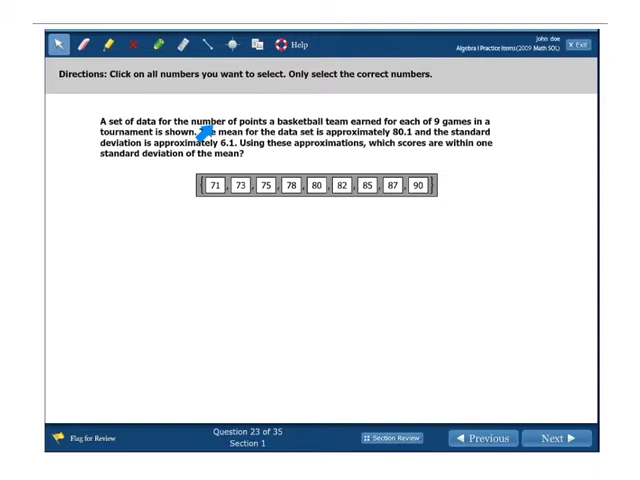 john doe
Algebra I Practice Items (2009 Math SOL)
X Exit
Help
Directions: Click on all numbers you want to select. Only select the correct numbers.
A set of data for the number of points a basketball team earned for each of 9 games in a
tournament is shown. mean for the data set is approximately 80.1 and the standard
deviation is approximately 6.1. Using these approximations, which scores are within one
standard deviation of the mean?
{ 71 , 73 , 75 , 78 , 80 , 82 , 85 , 87 , 90 }
Flag for Review
Question 23 of 35
Section 1
Section Review
Previous
Next